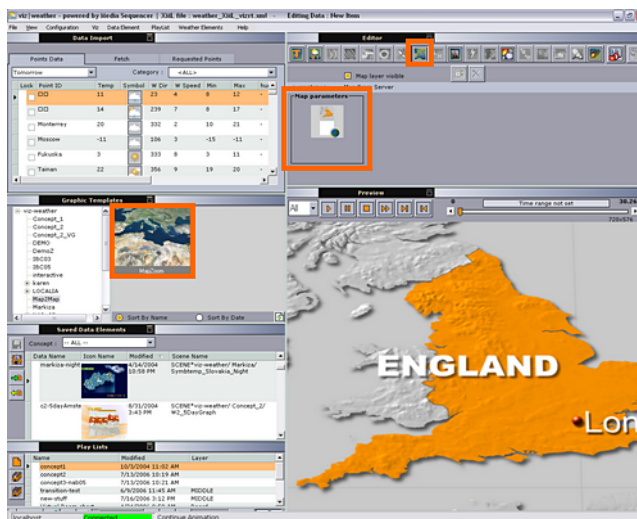 viz|weather - powered by Media Sequencer | XML file : weather_XML_vizrt.xml - Editing Data : New Item
File View Configuration Viz Data Element PlayList Weather Elements Help
Data Import
Points Data Fetch Requested Points
Tomorrow Category : <ALL>
Lock Point ID Temp Symbol W Dir W Speed Min Max
11 23 4 8 12 -
14 239 7 8 17 -
Monterrey 20 332 2 10 21 -
Moscow -11 106 3 -15 -11 -
Fukuoka 3 333 8 3 11 -
Tainan 22 356 9 19 20 -
Graphic Templates
viz-weather
Concept_1
Concept_2
Concept_2_VG
DEMO
Demo2
IBC03
IBC05
interactive
karen
LOCALIA
Map2Map
Markiza
MapZoom
Sort By Name Sort By Date
Saved Data Elements
Concept : -- ALL --
Data Name Icon Name Modified Scene Name
markiza-night 4/14/2004 10:58 PM SCENE*viz-weather/ Markiza/ Symbtemp_Slovakia_Night
c2-5dayAmste 8/31/2004 3:43 PM SCENE*viz-weather/ Concept_2/ W2_5DayGraph
Play Lists
Name Modified Layer
concept1 10/3/2004 11:02 AM
concept2 7/13/2006 10:19 AM
concept3-nab05 7/13/2006 10:21 AM
transition-test 6/9/2006 11:45 AM MIDDLE
new-stuff 7/16/2006 3:12 PM MIDDLE
localhost Connected Continue Animation
Editor
Map layer visible
Server
Map parameters
Preview
All 0 Time range not set 30.26
720x576
ENGLAND
Lon